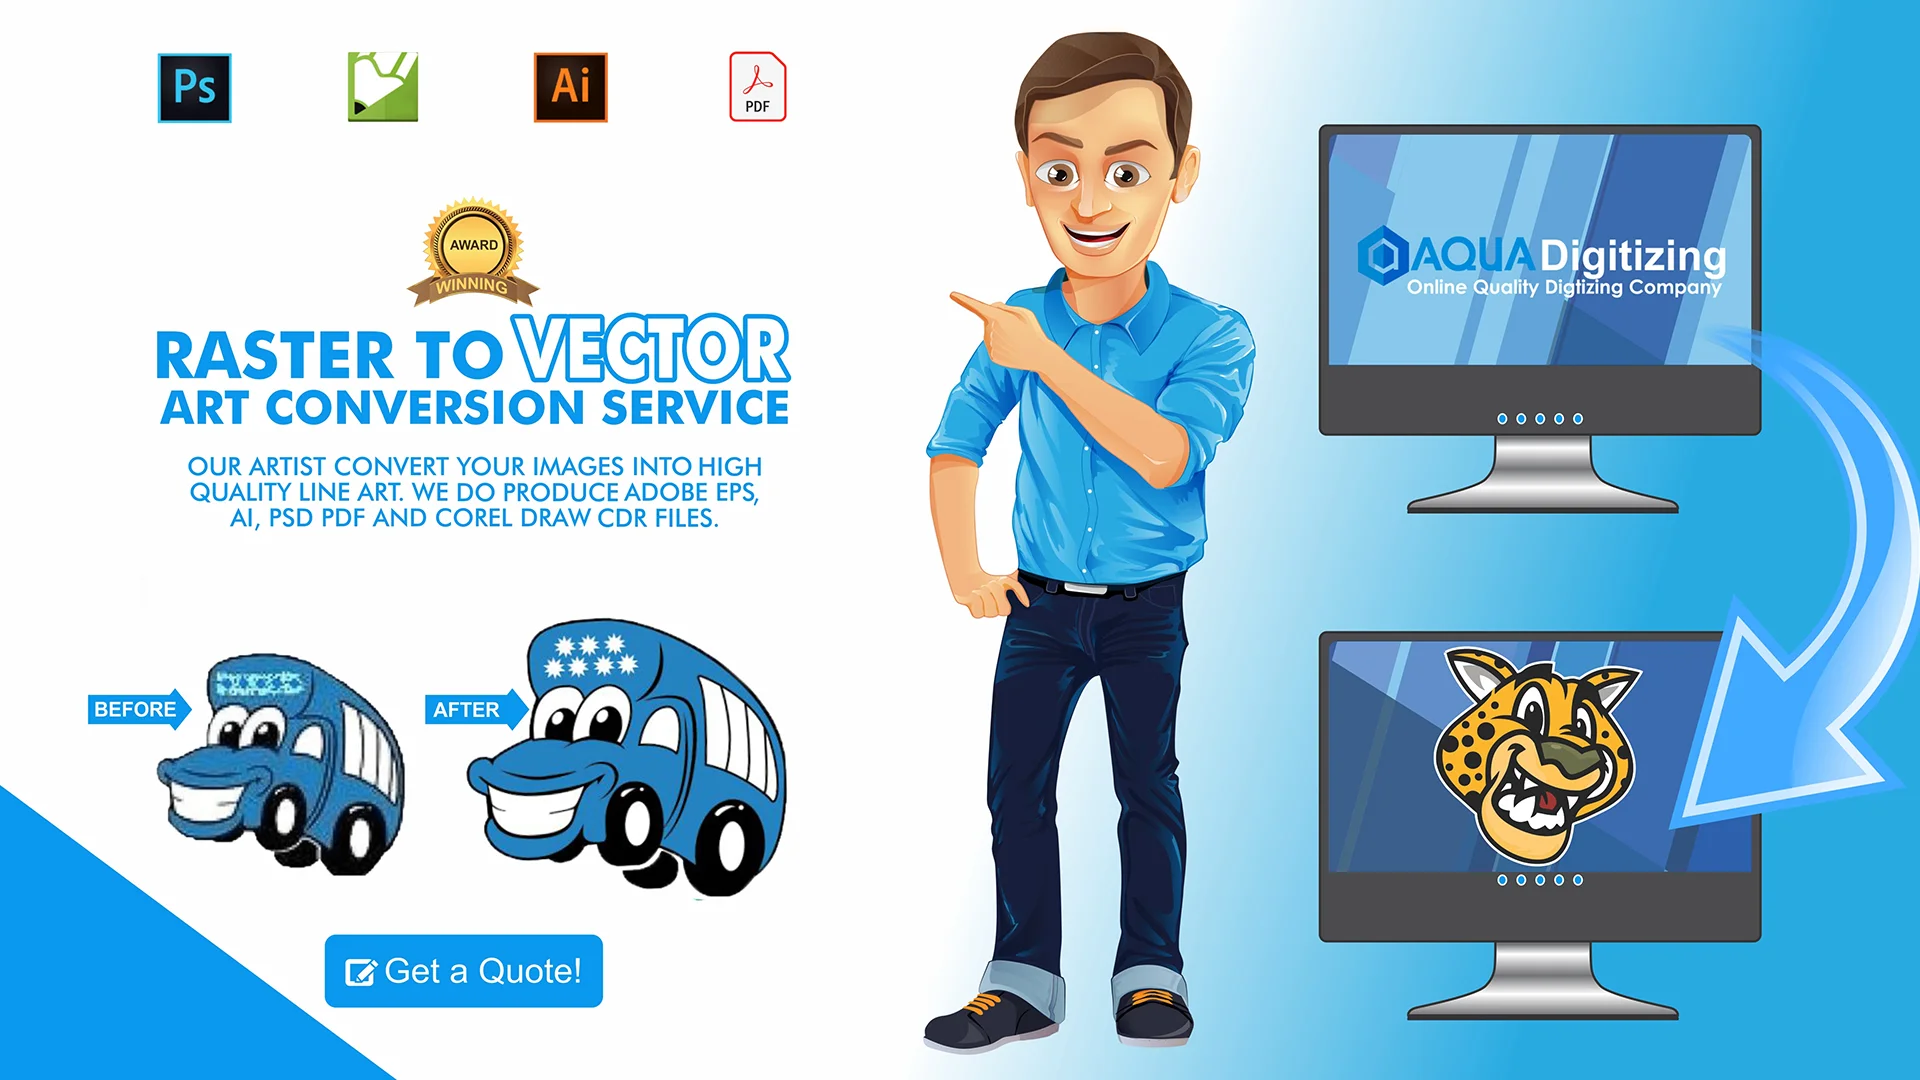 Ps
Ai
PDF
AWARD
WINNING
RASTER TO VECTOR
ART CONVERSION SERVICE
OUR ARTIST CONVERT YOUR IMAGES INTO HIGH
QUALITY LINE ART. WE DO PRODUCE ADOBE EPS,
AI, PSD PDF AND COREL DRAW CDR FILES.
BEFORE
AFTER
Get a Quote!
AQUA Digitizing
Online Quality Digtizing Company